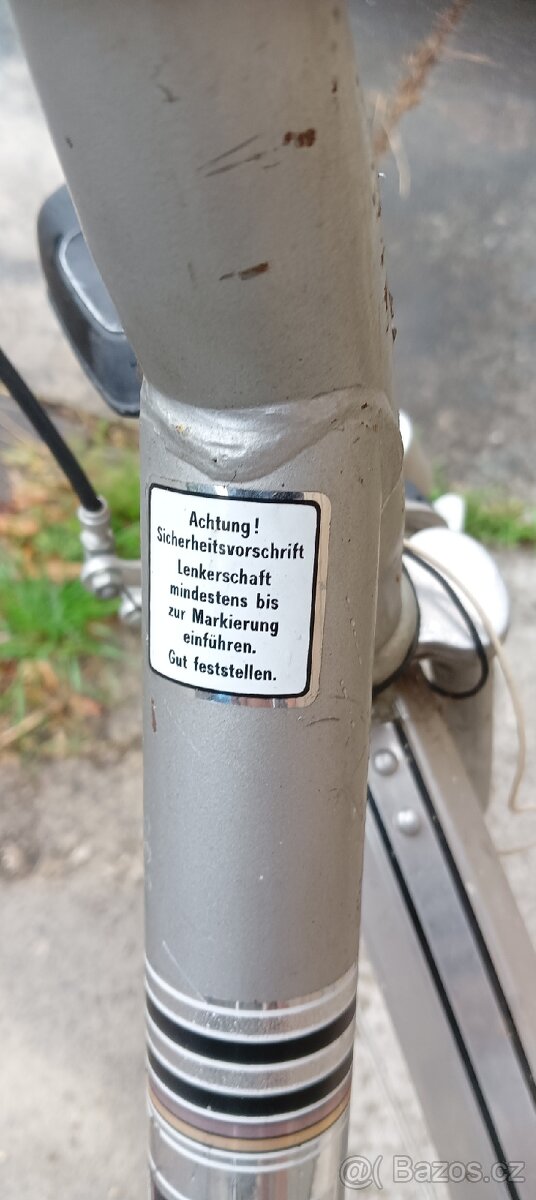 Achtung!
Sicherheitsvorschrift
Lenkerschaft
mindestens bis
zur Markierung
einführen.
Gut feststellen.
@( Bazos.cz